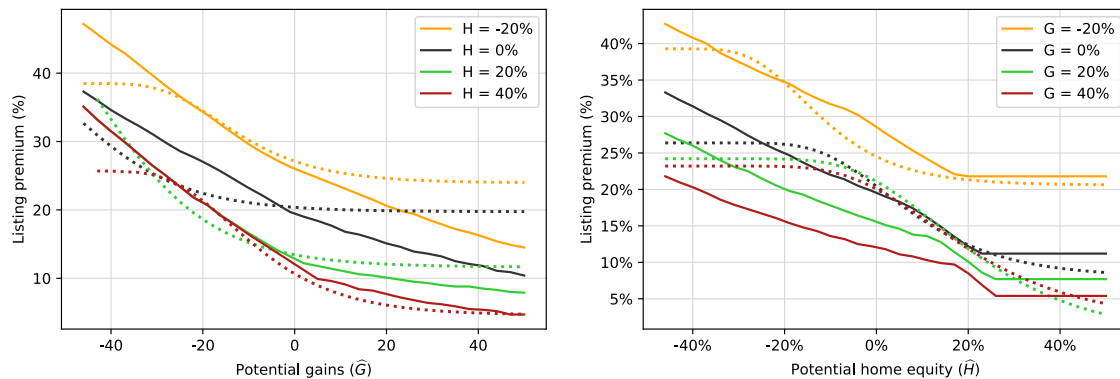 H = -20%
H = 0%
H = 20%
H = 40%
Listing premium (%)
40
30
20
10
-40
-20
0
20
40
Potential gains (Ĝ)
G = -20%
G = 0%
G = 20%
G = 40%
Listing premium (%)
40%
35%
30%
25%
20%
15%
10%
5%
-40%
-20%
0%
20%
40%
Potential home equity (Ĥ)